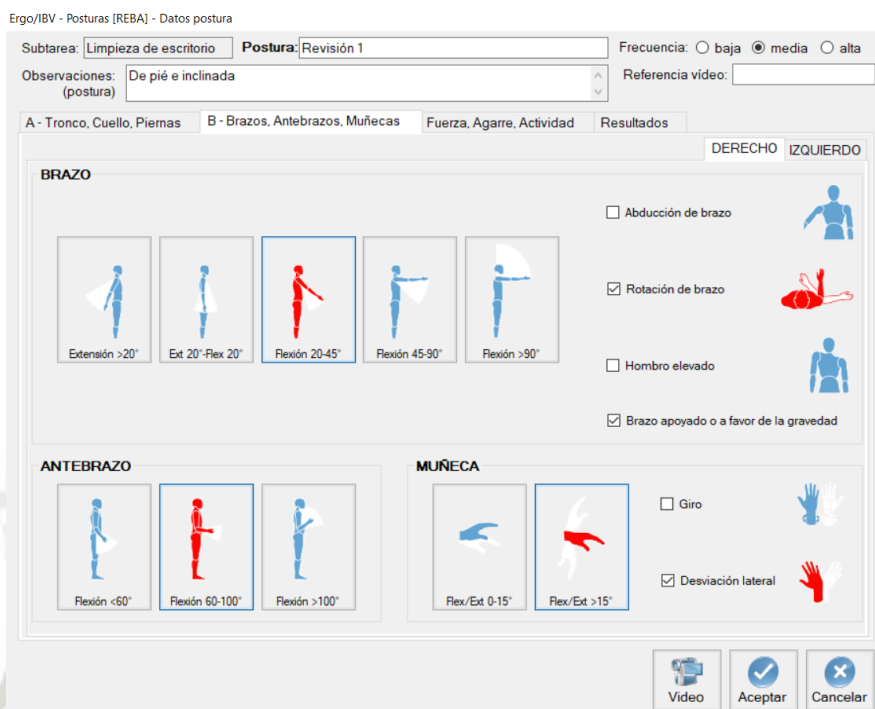 Ergo/IBV - Posturas [REBA] - Datos postura
Subtarea: Limpieza de escritorio Postura: Revisión 1 Frecuencia: baja media alta
Observaciones: De pié e inclinada Referencia vídeo:
(postura)
A - Tronco, Cuello, Piernas B - Brazos, Antebrazos, Muñecas Fuerza, Agarre, Actividad Resultados
DERECHO IZQUIERDO
BRAZO
Abducción de brazo
Rotación de brazo
Extensión >20° Ext 20°-Flex 20° Flexión 20-45° Flexión 45-90° Flexión >90°
Hombro elevado
Brazo apoyado o a favor de la gravedad
ANTEBRAZO MUÑECA
Giro
Desviación lateral
Flexión <60° Flexión 60-100° Flexión >100° Flex/Ext 0-15° Flex/Ext >15°
Video Aceptar Cancelar